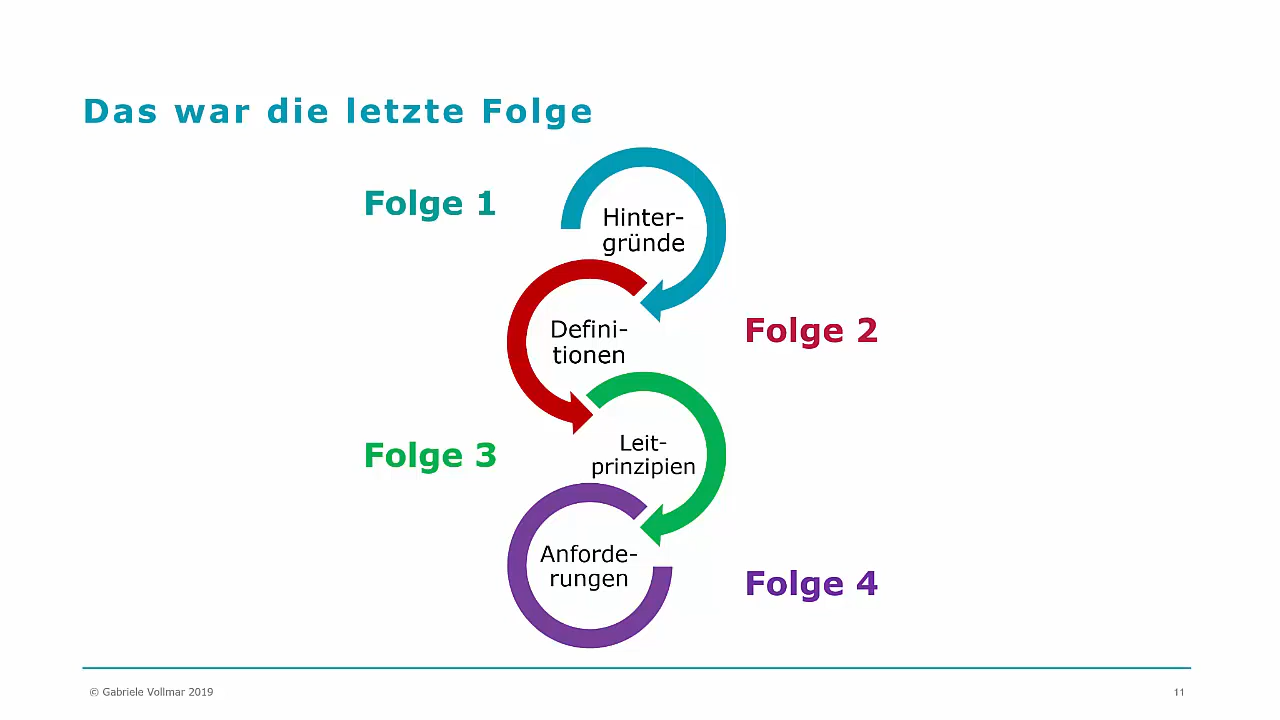 Das war die letzte Folge
Folge 1
Hinter-
gründe
Defini-
tionen
Folge 2
Leit-
prinzipien
Folge 3
Anforde-
rungen
Folge 4
© Gabriele Vollmar 2019
11